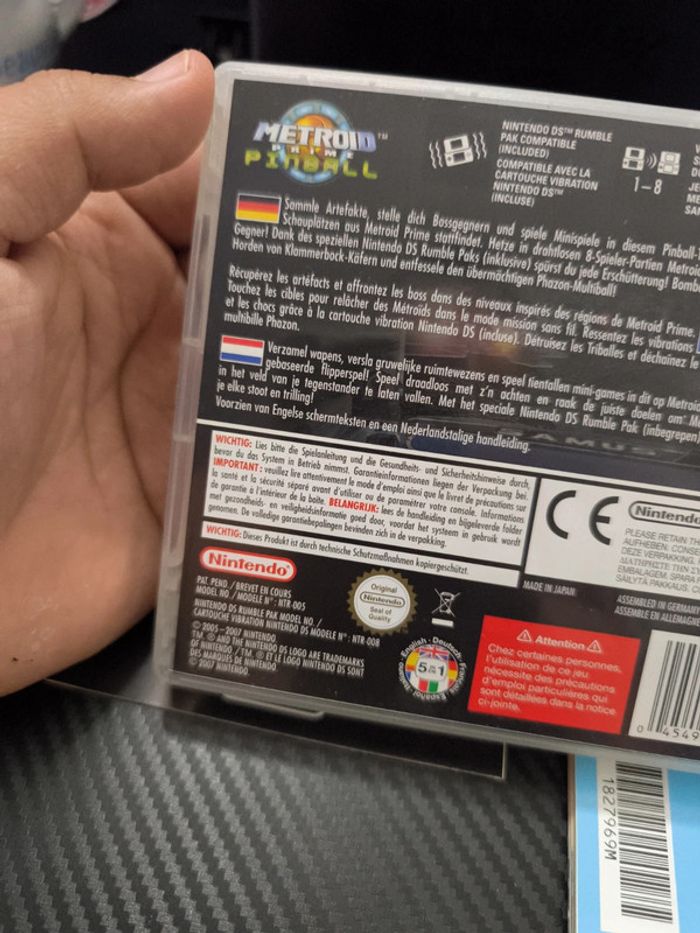 METROID™
PRIME
PINBALL
NINTENDO DS™ RUMBLE
PAK COMPATIBLE
(INCLUDED)
COMPATIBLE AVEC LA
CARTOUCHE VIBRATION
NINTENDO DS™
(INCLUSE)
1-8
Sammle Artefakte, stelle dich Bossgegnern und spiele Minispiele in diesem Pinball-
Schauplätzen aus Metroid Prime stattfindet. Hetze in drahtlosen 8-Spieler-Partien
Gegner! Dank des speziellen Nintendo DS Rumble Paks (inklusive) spürst du jede Erschütterung!
Horden von Klammerbock-Käfern und entfessele den übermächtigen Phazon-Multiball!
Récupérez les artéfacts et affrontez les boss dans des niveaux inspirés des régions de Metroid Prime
Touchez les cibles pour relâcher des Métroïds dans le mode mission sans fil. Ressentez les vibrations
et les chocs grâce à la cartouche vibration Nintendo DS (incluse). Détruisez les Triballes et déchaînez le
multibille Phazon.
Verzamel wapens, versla gruwelijke ruimtewezens en speel tientallen mini-games in dit op
gebaseerde flipperspel! Speel draadloos met z'n achten en raak de juiste doelen om
in het veld van je tegenstander te laten vallen. Met het speciale Nintendo DS Rumble Pak
je elke stoot en trilling!
Voorzien van Engelse schermteksten en een Nederlandstalige handleiding.
WICHTIG: Lies bitte die Spielanleitung und die Gesundheits- und Sicherheitshinweise durch,
bevor du das System in Betrieb nimmst. Garantieinformationen liegen der Verpackung bei.
IMPORTANT : veuillez lire attentivement le mode d'emploi ainsi que le livret de précautions sur
la santé et la sécurité séparé avant d'utiliser ou de paramétrer votre console. Informations
de garantie à l'intérieur de la boîte. BELANGRIJK: lees de handleiding en bijgeleverde folder
met gezondheids- en veiligheidsinformatie goed door, voordat het systeem in gebruik wordt
genomen. De volledige garantiebepalingen bevinden zich in de verpakking.
WICHTIG: Dieses Produkt ist durch technische Schutzmaßnahmen kopiergeschützt.
CE
Nintendo
PLEASE RETAIN
AUFHEBEN.
DEZE VERPAKKING
EMBALAGEM.
SÄILYTÄ PAKKAUS.
MADE IN JAPAN
ASSEMBLED IN
ASSEMBLÉ EN
Nintendo
PAT. PEND./BREVET EN COURS
MODEL NO./MODÈLE N°: NTR-005
NINTENDO DS RUMBLE PAK MODEL NO./
CARTOUCHE VIBRATION NINTENDO DS MODÈLE N°: NTR-008
© 2005-2007 NINTENDO.
TM, ® AND THE NINTENDO DS LOGO ARE TRADEMARKS
OF NINTENDO/TM, ® ET LE LOGO NINTENDO DS SONT
DES MARQUES DE NINTENDO.
© 2007 NINTENDO.
Original
Nintendo
Seal of
Quality
English · Deutsch · Français · Español · Italiano
5 in 1
Attention
Chez certaines personnes,
l'utilisation de ce jeu
nécessite des précautions
d'emploi particulières qui
sont détaillées dans la notice
ci-jointe.
0 4549
1827969M